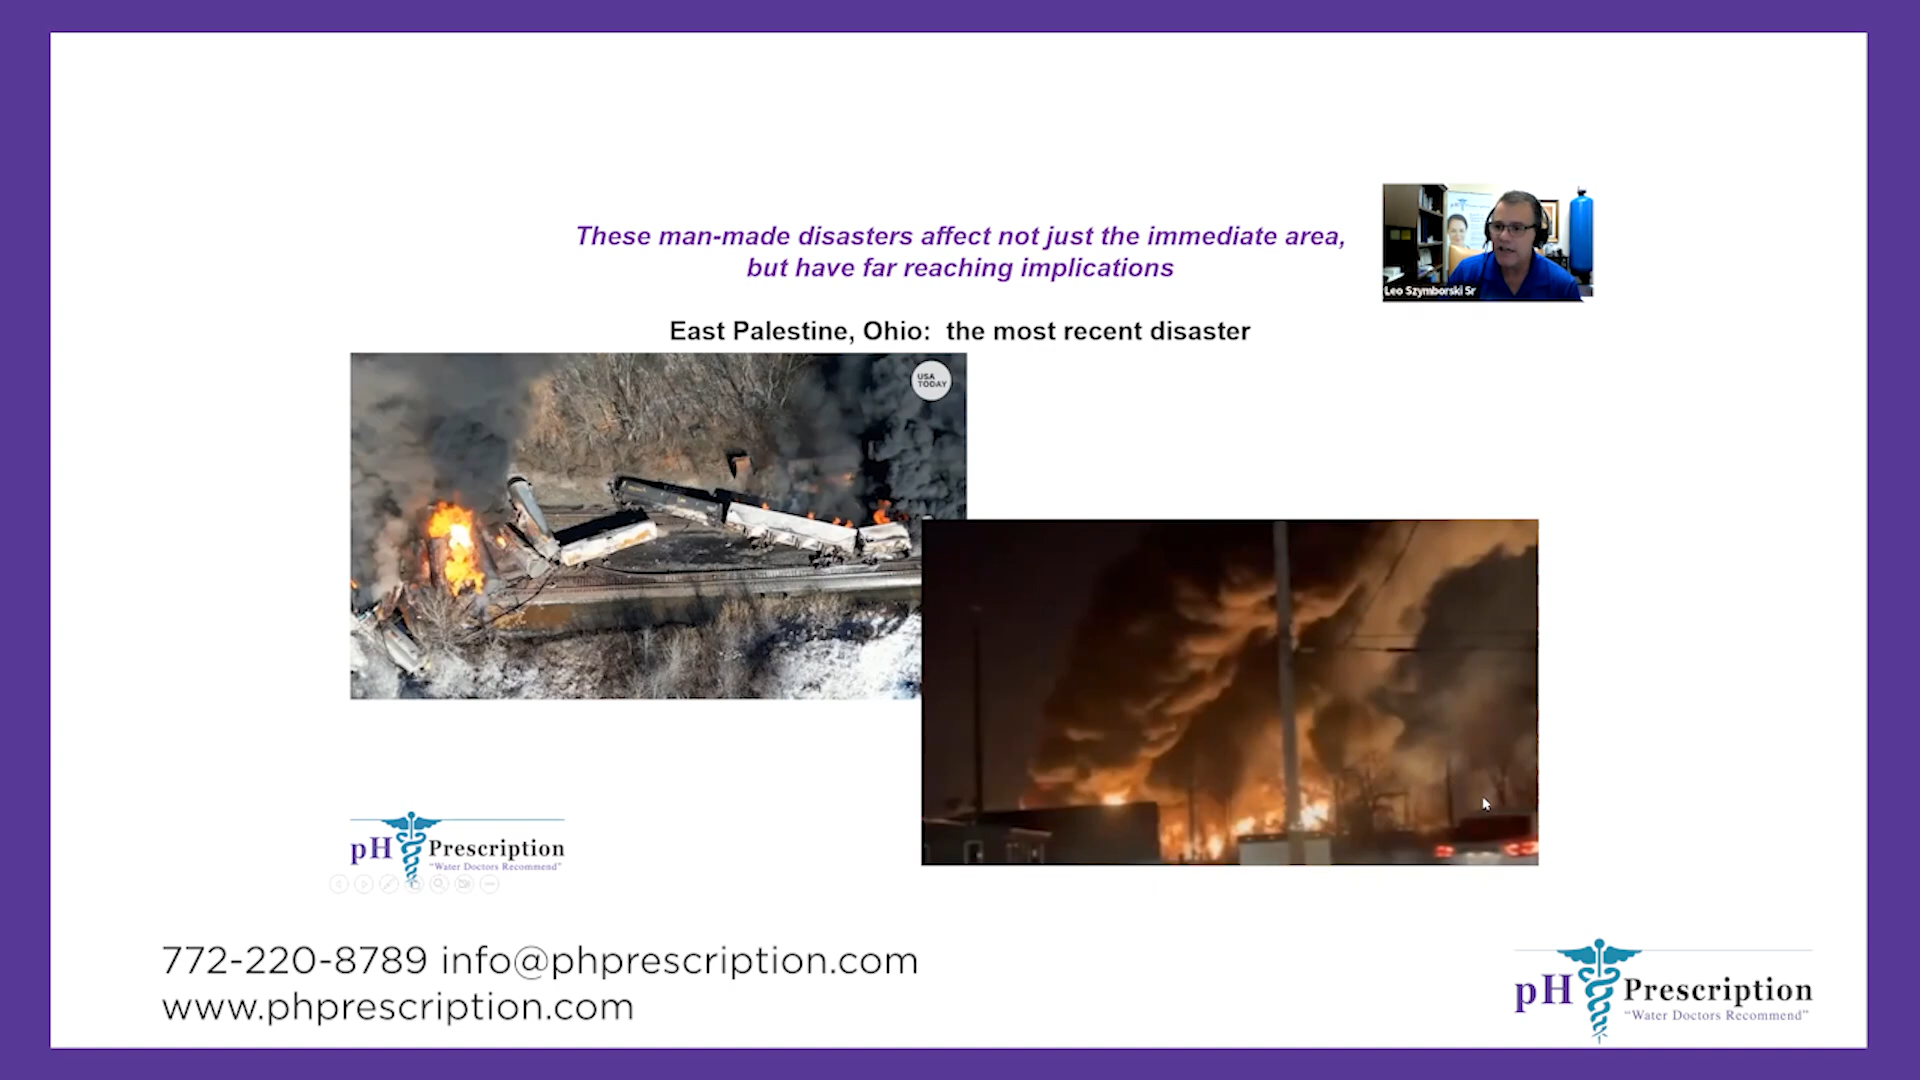 These man-made disasters affect not just the immediate area,
but have far reaching implications
Leo Szymborski Sr
East Palestine, Ohio:  the most recent disaster
USA
TODAY
pH Prescription
“Water Doctors Recommend”
772-220-8789 info@phprescription.com
www.phprescription.com
pH Prescription
“Water Doctors Recommend”